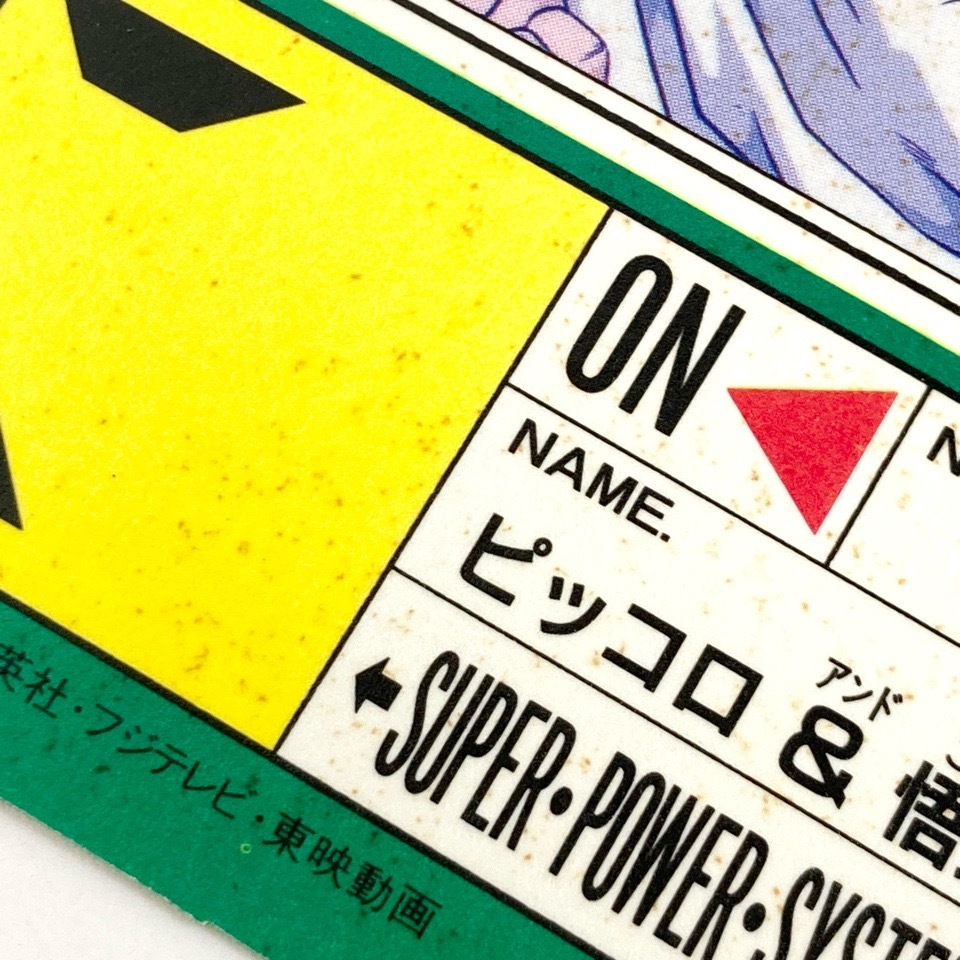 ON
NAME.
アンド
ピッコロ & 悟
SUPER・POWER・SYSTE
英社・フジテレビ・東映動画